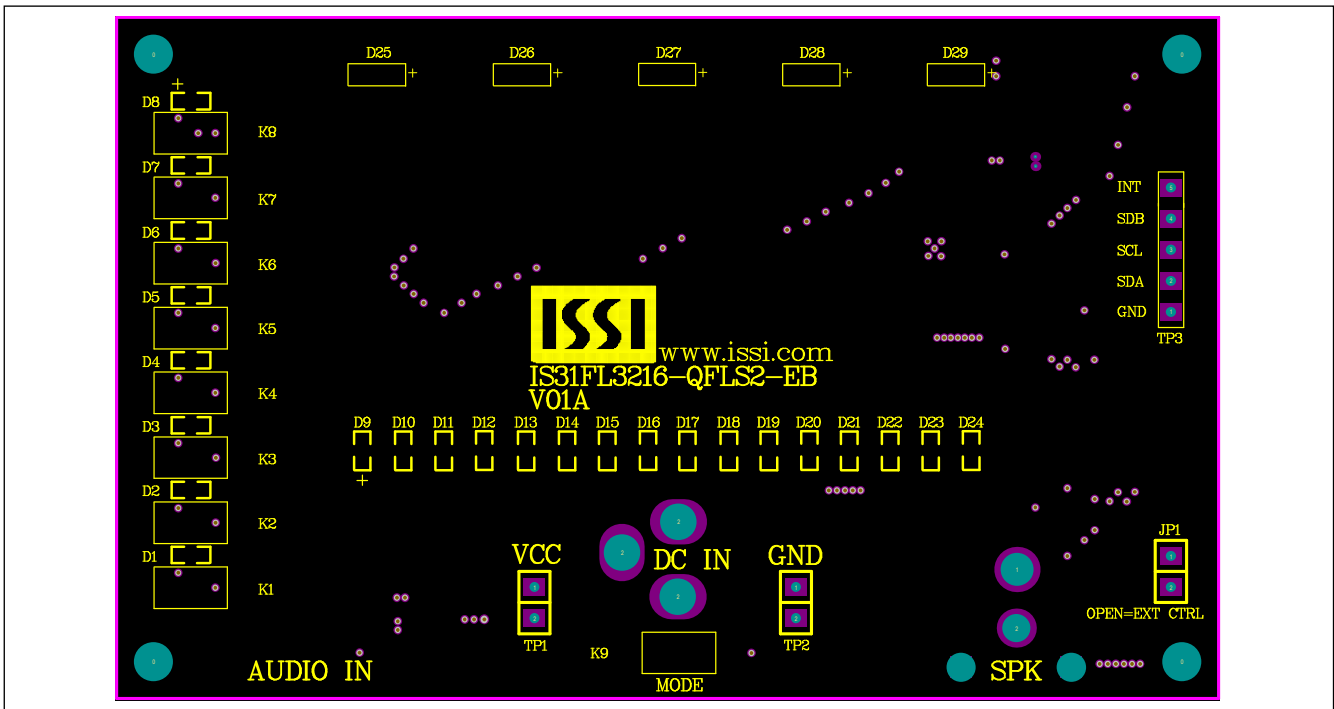 D25 D26 D27 D28 D29
+ + + + +
+
D8
K8
D7
K7
D6
K6
D5
K5
D4
K4
D3
K3
D2
K2
D1
K1
INT
SDB
SCL
SDA
GND
TP3
ISSI
www.issi.com
IS31FL3216-QFLS2-EB
V01A
D9 D10 D11 D12 D13 D14 D15 D16 D17 D18 D19 D20 D21 D22 D23 D24
+
VCC
TP1
DC IN
GND
TP2
JP1
OPEN=EXT CTRL
K9
MODE
AUDIO IN
SPK